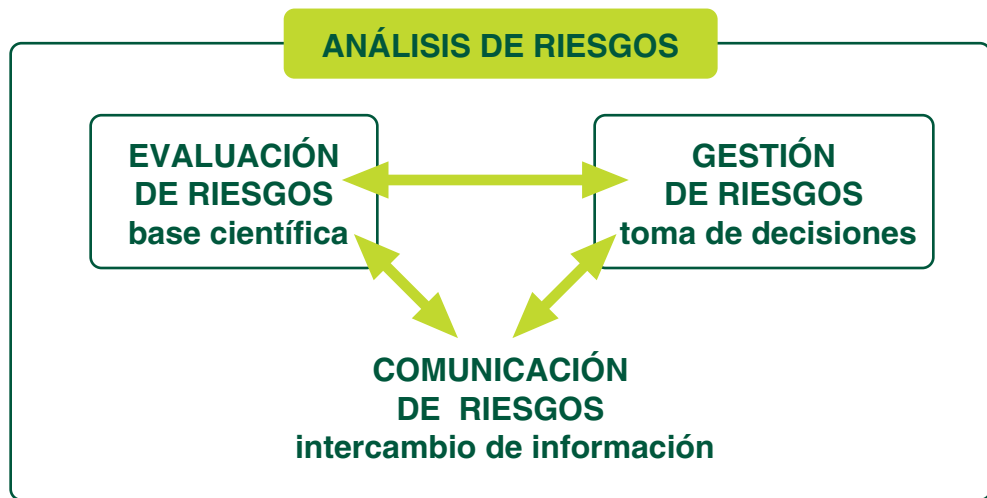 ANÁLISIS DE RIESGOS
EVALUACIÓN
DE RIESGOS
base científica
GESTIÓN
DE RIESGOS
toma de decisiones
COMUNICACIÓN
DE RIESGOS
intercambio de información